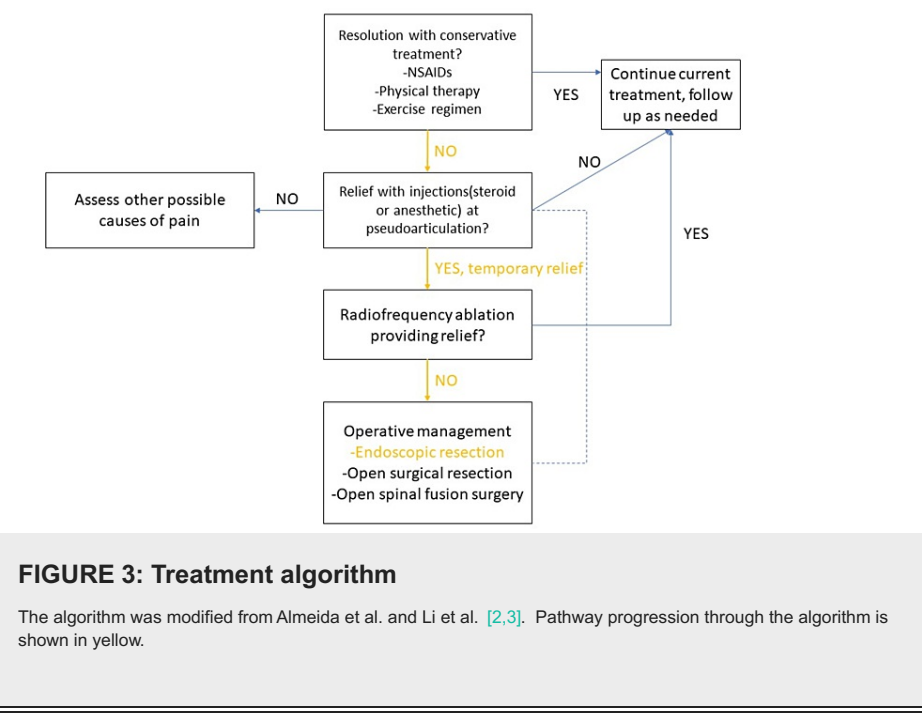 Resolution with conservative
treatment?
-NSAIDs
-Physical therapy
-Exercise regimen
YES
Continue current
treatment, follow
up as needed
NO
NO
Assess other possible
causes of pain
NO
Relief with injections(steroid
or anesthetic) at
pseudoarticulation?
YES
YES, temporary relief
Radiofrequency ablation
providing relief?
NO
Operative management
-Endoscopic resection
-Open surgical resection
-Open spinal fusion surgery
FIGURE 3: Treatment algorithm
The algorithm was modified from Almeida et al. and Li et al. [2,3]. Pathway progression through the algorithm is
shown in yellow.